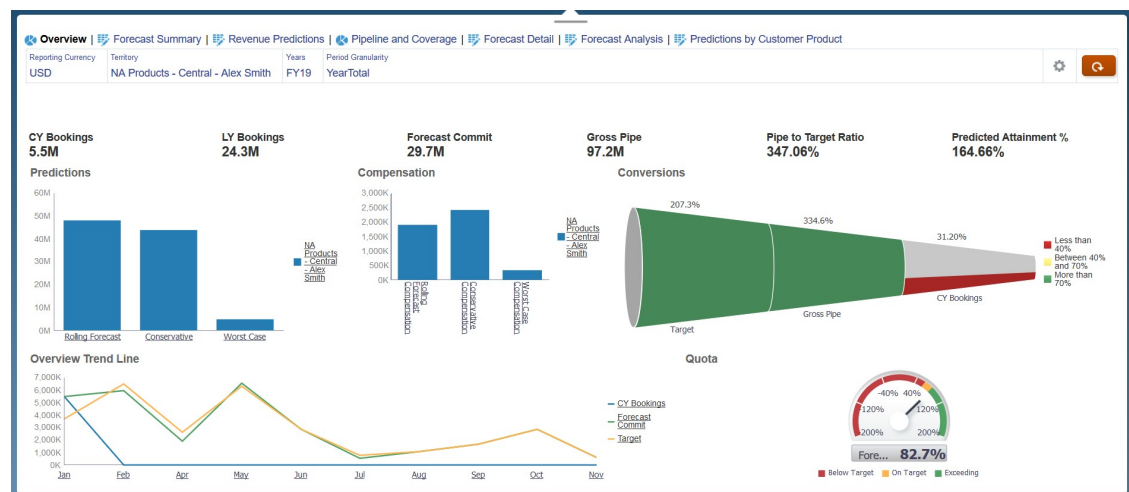 Overview | Forecast Summary | Revenue Predictions | Pipeline and Coverage | Forecast Detail | Forecast Analysis | Predictions by Customer Product
Reporting Currency Territory Years Period Granularity
USD NA Products - Central - Alex Smith FY19 YearTotal
CY Bookings LY Bookings Forecast Commit Gross Pipe Pipe to Target Ratio Predicted Attainment %
5.5M 24.3M 29.7M 97.2M 347.06% 164.66%
Predictions
60M
50M
40M
30M
20M
10M
0M
Rolling Forecast Conservative Worst Case
NA
Products
- Central
- Alex
Smith
Compensation
3,000K
2,500K
2,000K
1,500K
1,000K
500K
0K
Rolling
Forecast
Compensation
Conservative
Compensation
Worst Case
Compensation
NA
Products
- Central
- Alex
Smith
Conversions
207.3%
334.6%
31.20%
Target
Gross Pipe
CY Bookings
Less than
40%
Between 40%
and 70%
More than
70%
Overview Trend Line
7,000K
6,000K
5,000K
4,000K
3,000K
2,000K
1,000K
0K
Jan Feb Apr May Jun Jul Aug Sep Oct Nov
CY Bookings
Forecast
Commit
Target
Quota
-40% 40%
-120% 120%
-200% 200%
Fore... 82.7%
Below Target On Target Exceeding